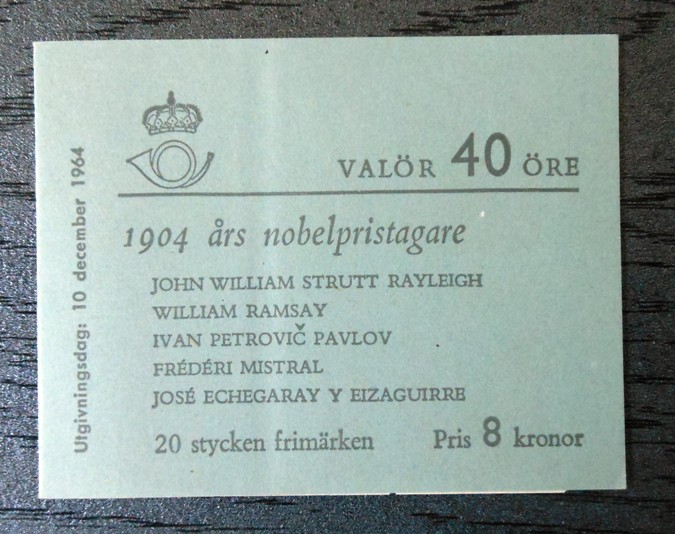 Utgivningsdag: 10 december 1964
VALÖR 40 ÖRE
1904 års nobelpristagare
JOHN WILLIAM STRUTT RAYLEIGH
WILLIAM RAMSAY
IVAN PETROVIČ PAVLOV
FRÉDÉRI MISTRAL
JOSÉ ECHEGARAY Y EIZAGUIRRE
20 stycken frimärken Pris 8 kronor